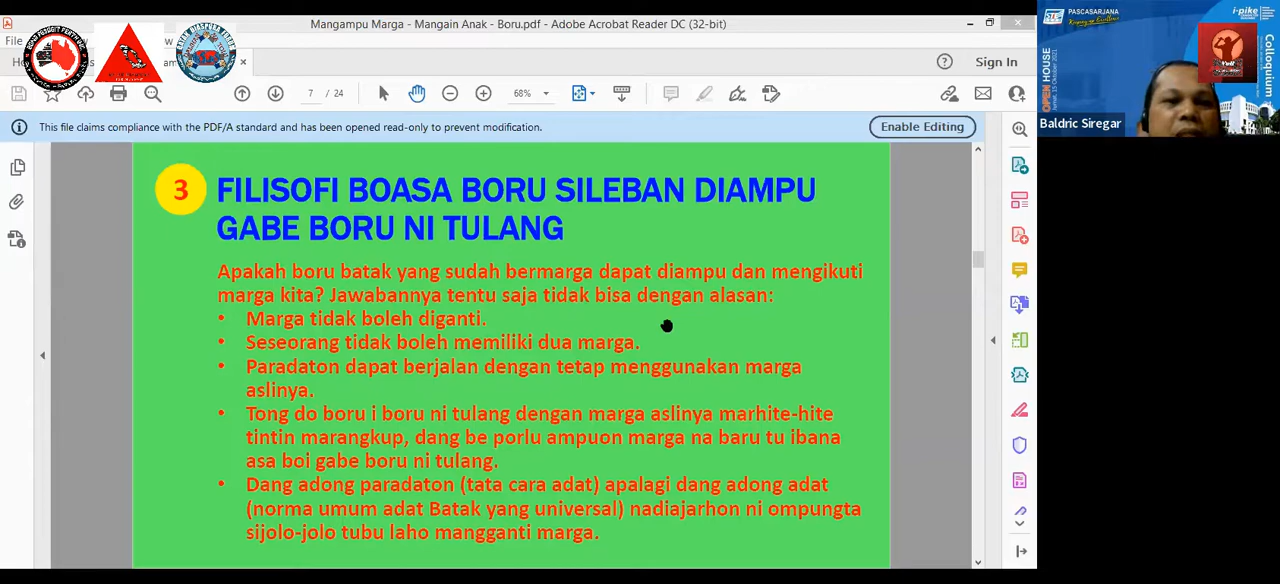 Mangampu Marga - Mangain Anak - Boru.pdf - Adobe Acrobat Reader DC (32-bit)
File
Sign In
7 / 24
68%
This file claims compliance with the PDF/A standard and has been opened read-only to prevent modification.
Enable Editing
3
FILISOFI BOASA BORU SILEBAN DIAMPU
GABE BORU NI TULANG
Apakah boru batak yang sudah bermarga dapat diampu dan mengikuti
marga kita? Jawabannya tentu saja tidak bisa dengan alasan:
• Marga tidak boleh diganti.
• Seseorang tidak boleh memiliki dua marga.
• Paradaton dapat berjalan dengan tetap menggunakan marga
aslinya.
• Tong do boru i boru ni tulang dengan marga aslinya marhite-hite
tintin marangkup, dang be porlu ampuon marga na baru tu ibana
asa boi gabe boru ni tulang.
• Dang adong paradaton (tata cara adat) apalagi dang adong adat
(norma umum adat Batak yang universal) nadiajarhon ni ompungta
sijolo-jolo tubu laho mangganti marga.
PASCASARJANA
i-pike
OPEN HOUSE
Jumat, 15 Oktober 2021
Colloquium
Baldric Siregar